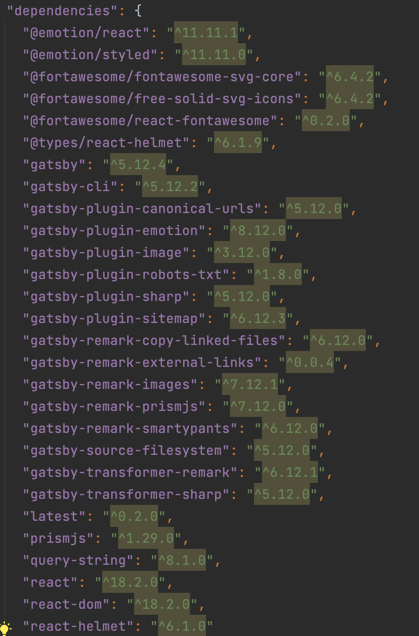 "dependencies": {
"@emotion/react": "^11.11.1",
"@emotion/styled": "^11.11.0",
"@fortawesome/fontawesome-svg-core": "^6.4.2",
"@fortawesome/free-solid-svg-icons": "^6.4.2",
"@fortawesome/react-fontawesome": "^0.2.0",
"@types/react-helmet": "^6.1.9",
"gatsby": "^5.12.4",
"gatsby-cli": "^5.12.2",
"gatsby-plugin-canonical-urls": "^5.12.0",
"gatsby-plugin-emotion": "^8.12.0",
"gatsby-plugin-image": "^3.12.0",
"gatsby-plugin-robots-txt": "^1.8.0",
"gatsby-plugin-sharp": "^5.12.0",
"gatsby-plugin-sitemap": "^6.12.3",
"gatsby-remark-copy-linked-files": "^6.12.0",
"gatsby-remark-external-links": "^0.0.4",
"gatsby-remark-images": "^7.12.1",
"gatsby-remark-prismjs": "^7.12.0",
"gatsby-remark-smartypants": "^6.12.0",
"gatsby-source-filesystem": "^5.12.0",
"gatsby-transformer-remark": "^6.12.1",
"gatsby-transformer-sharp": "^5.12.0",
"latest": "^0.2.0",
"prismjs": "^1.29.0",
"query-string": "^8.1.0",
"react": "^18.2.0",
"react-dom": "^18.2.0",
"react-helmet": "^6.1.0"